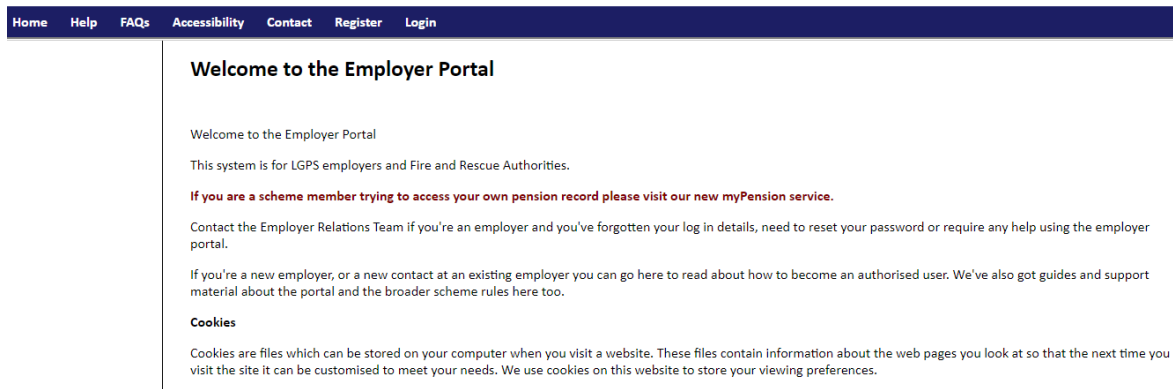 Home Help FAQs Accessibility Contact Register Login
Welcome to the Employer Portal
Welcome to the Employer Portal
This system is for LGPS employers and Fire and Rescue Authorities.
If you are a scheme member trying to access your own pension record please visit our new myPension service.
Contact the Employer Relations Team if you're an employer and you've forgotten your log in details, need to reset your password or require any help using the employer
portal.
If you're a new employer, or a new contact at an existing employer you can go here to read about how to become an authorised user. We've also got guides and support
material about the portal and the broader scheme rules here too.
Cookies
Cookies are files which can be stored on your computer when you visit a website. These files contain information about the web pages you look at so that the next time you
visit the site it can be customised to meet your needs. We use cookies on this website to store your viewing preferences.